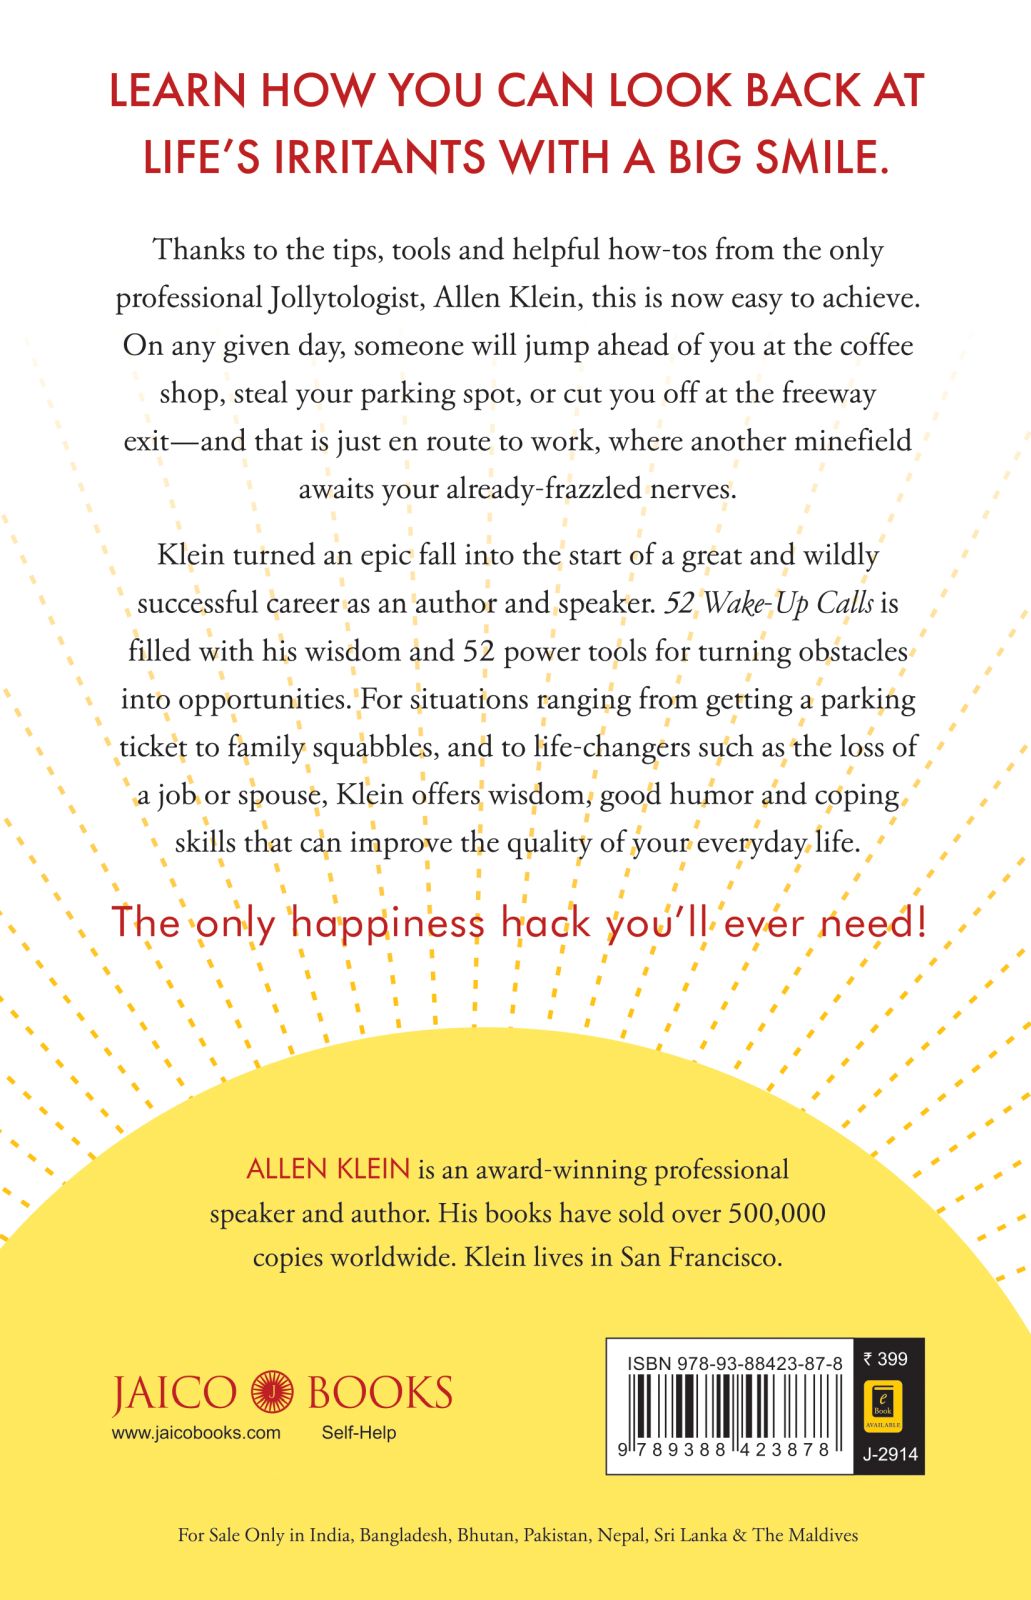 LEARN HOW YOU CAN LOOK BACK AT
LIFE'S IRRITANTS WITH A BIG SMILE.
Thanks to the tips, tools and helpful how-tos from the only
professional Jollytologist, Allen Klein, this is now easy to achieve.
On any given day, someone will jump ahead of you at the coffee
shop, steal your parking spot, or cut you off at the freeway
exit—and that is just en route to work, where another minefield
awaits your already-frazzled nerves.
Klein turned an epic fall into the start of a great and wildly
successful career as an author and speaker. 52 Wake-Up Calls is
filled with his wisdom and 52 power tools for turning obstacles
into opportunities. For situations ranging from getting a parking
ticket to family squabbles, and to life-changers such as the loss of
a job or spouse, Klein offers wisdom, good humor and coping
skills that can improve the quality of your everyday life.
The only happiness hack you'll ever need!
ALLEN KLEIN is an award-winning professional
speaker and author. His books have sold over 500,000
copies worldwide. Klein lives in San Francisco.
JAICO J BOOKS
www.jaicobooks.com Self-Help
ISBN 978-93-88423-87-8
9 789388 423878
₹ 399
e
Book
AVAILABLE
J-2914
For Sale Only in India, Bangladesh, Bhutan, Pakistan, Nepal, Sri Lanka & The Maldives